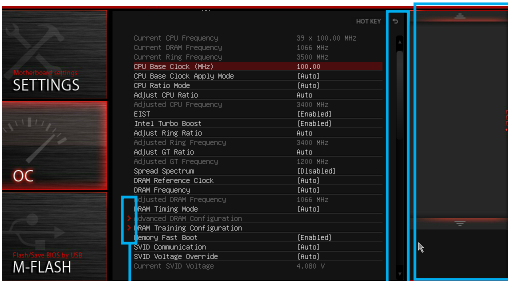 HOT KEY
Motherboard settings
SETTINGS
OC
M-FLASH
Current CPU Frequency 39 x 100.00 MHz
Current DRAM Frequency 1066 MHz
Current Ring Frequency 3500 MHz
CPU Base Clock (MHz) 100.00
CPU Base Clock Apply Mode [Auto]
CPU Ratio Mode [Auto]
Adjust CPU Ratio Auto
Adjusted CPU Frequency 3400 MHz
EIST [Enabled]
Intel Turbo Boost [Enabled]
Adjust Ring Ratio Auto
Adjusted Ring Frequency 3400 MHz
Adjust GT Ratio Auto
Adjusted GT Frequency 1200 MHz
Spread Spectrum [Disabled]
DRAM Reference Clock [Auto]
DRAM Frequency [Auto]
Adjusted DRAM Frequency 1066 MHz
DRAM Timing Mode [Auto]
Advanced DRAM Configuration
DRAM Training Configuration
Memory Fast Boot [Enabled]
SVID Communication [Auto]
SVID Voltage Override [Auto]
Current SVID Voltage 4.080 V